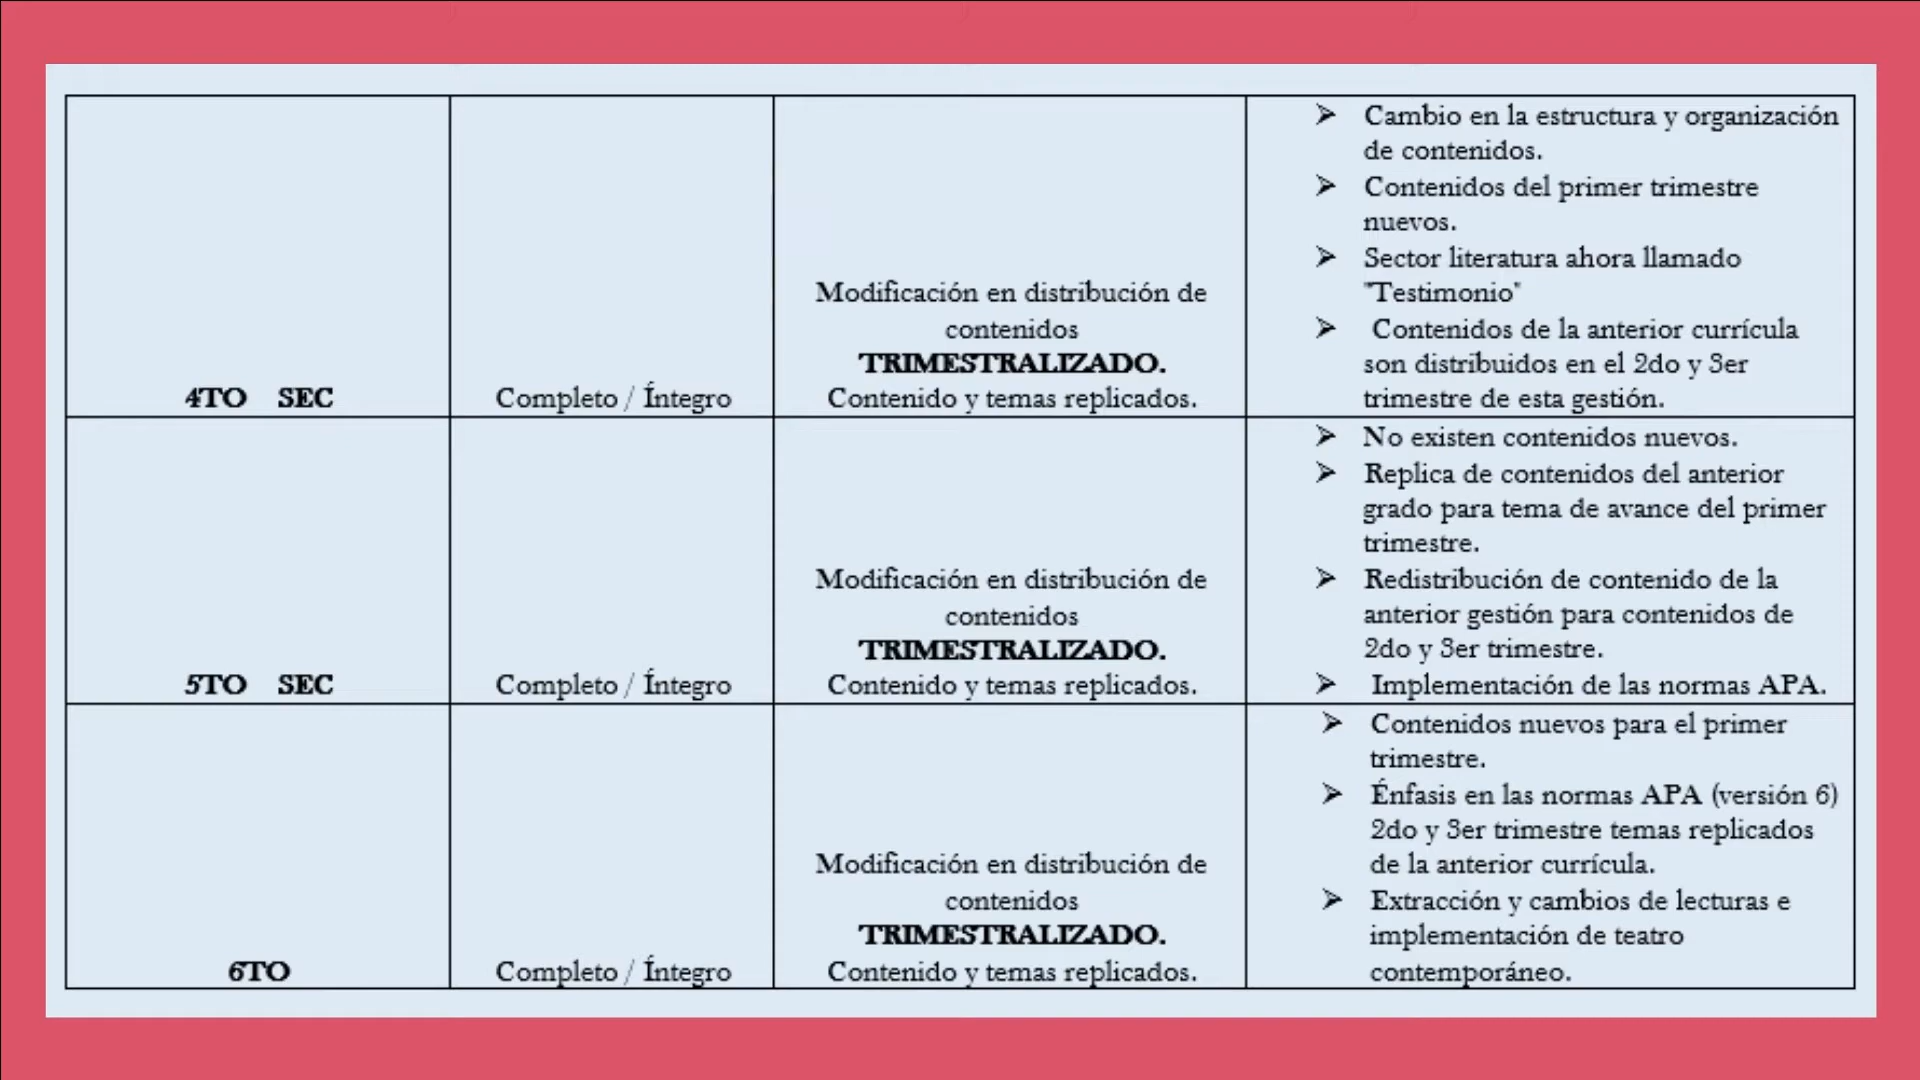 4TO SEC
Completo / Íntegro
Modificación en distribución de
contenidos
TRIMESTRALIZADO.
Contenido y temas replicados.
➤ Cambio en la estructura y organización
de contenidos.
➤ Contenidos del primer trimestre
nuevos.
➤ Sector literatura ahora llamado
"Testimonio"
➤ Contenidos de la anterior currícula
son distribuidos en el 2do y 3er
trimestre de esta gestión.
5TO SEC
Completo / Íntegro
Modificación en distribución de
contenidos
TRIMESTRALIZADO.
Contenido y temas replicados.
➤ No existen contenidos nuevos.
➤ Replica de contenidos del anterior
grado para tema de avance del primer
trimestre.
➤ Redistribución de contenido de la
anterior gestión para contenidos de
2do y 3er trimestre.
➤ Implementación de las normas APA.
6TO
Completo / Íntegro
Modificación en distribución de
contenidos
TRIMESTRALIZADO.
Contenido y temas replicados.
➤ Contenidos nuevos para el primer
trimestre.
➤ Énfasis en las normas APA (versión 6)
2do y 3er trimestre temas replicados
de la anterior currícula.
➤ Extracción y cambios de lecturas e
implementación de teatro
contemporáneo.